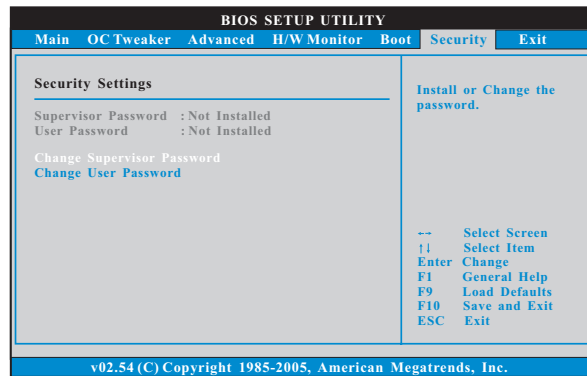 BIOS SETUP UTILITY
Main OC Tweaker Advanced H/W Monitor Boot Security Exit
Security Settings
Supervisor Password : Not Installed
User Password : Not Installed
Change Supervisor Password
Change User Password
Install or Change the
password.
←→ Select Screen
↑↓ Select Item
Enter Change
F1 General Help
F9 Load Defaults
F10 Save and Exit
ESC Exit
v02.54 (C) Copyright 1985-2005, American Megatrends, Inc.